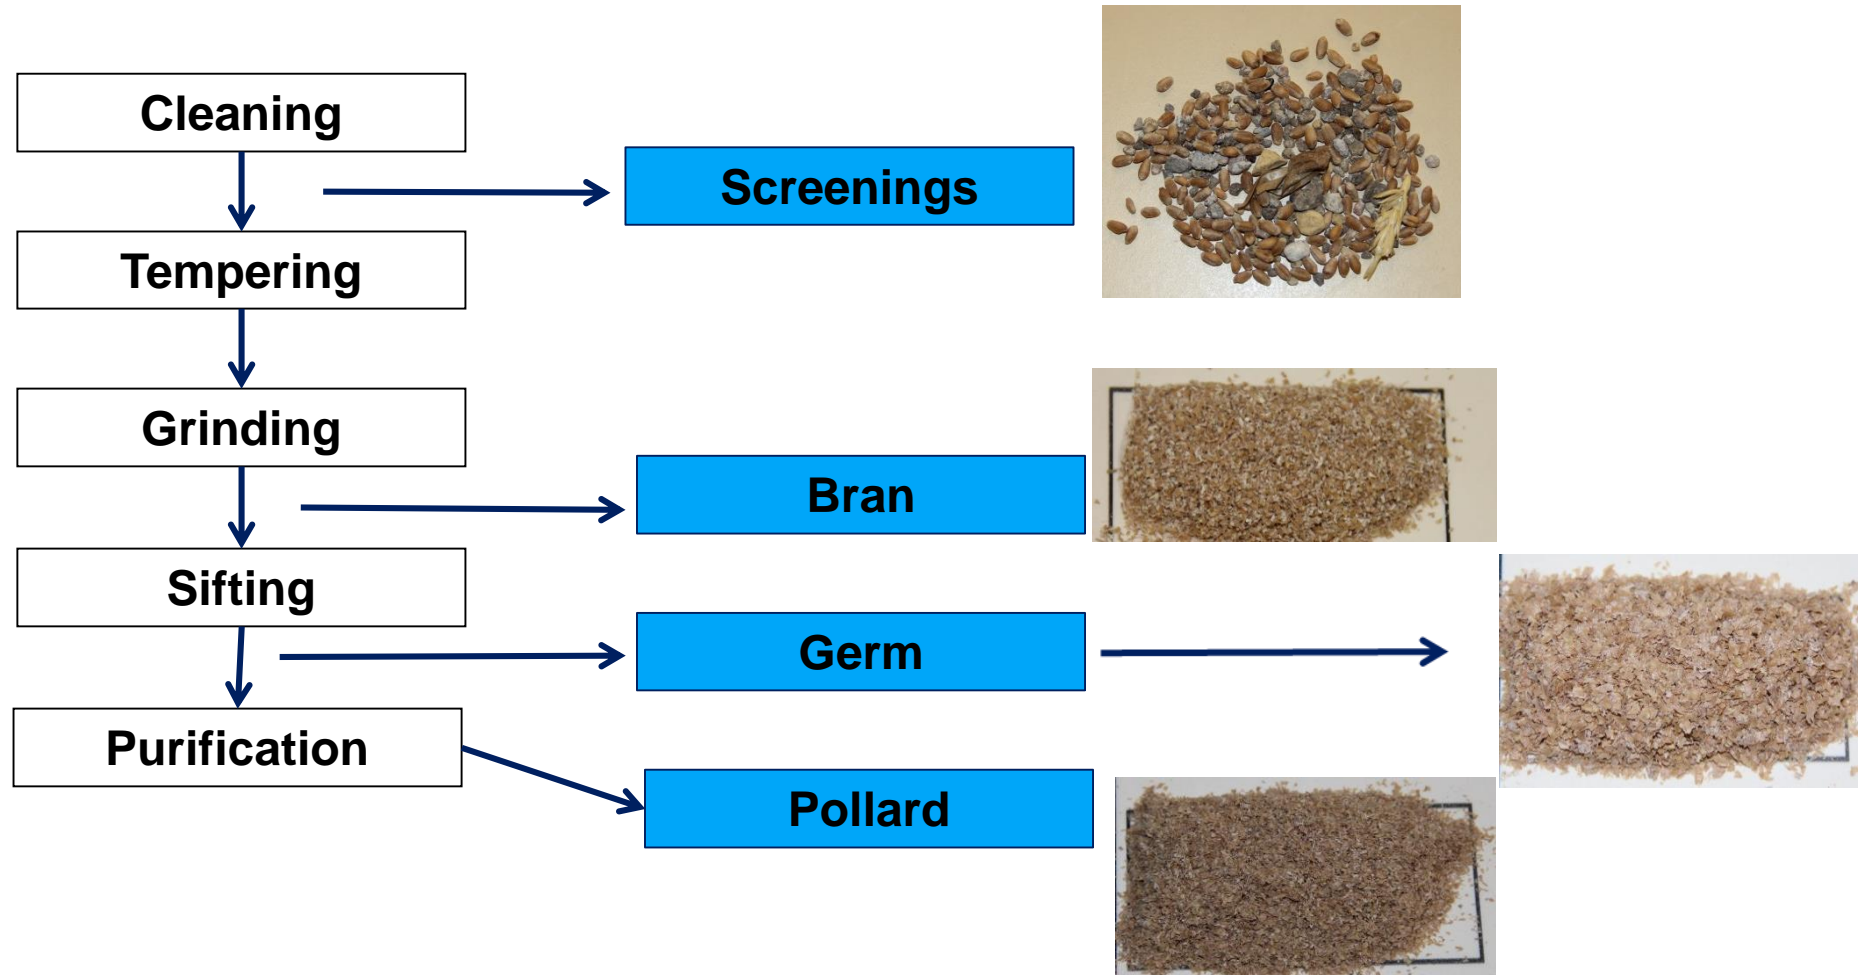 Cleaning
Screenings
Tempering
Grinding
Bran
Sifting
Germ
Purification
Pollard